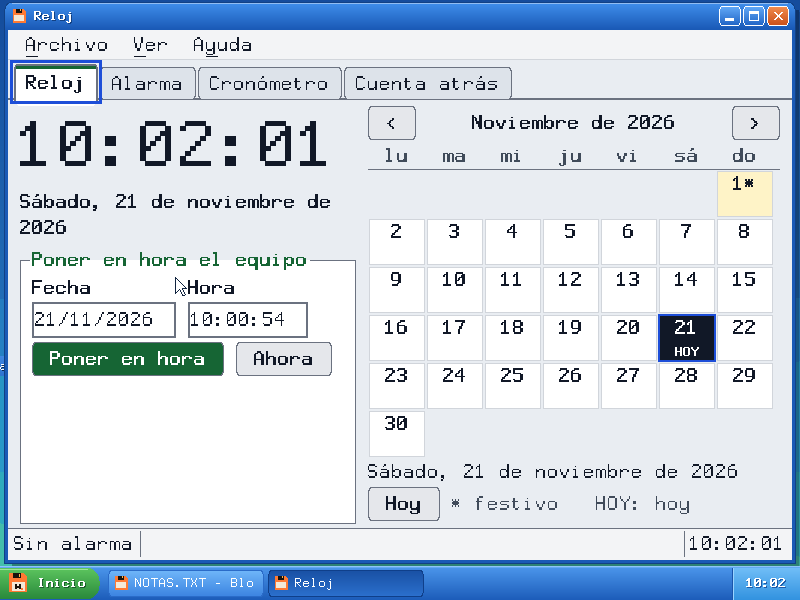 Reloj
Archivo Ver Ayuda
Reloj Alarma Cronómetro Cuenta atrás
10:02:01
Sábado, 21 de noviembre de 2026
Poner en hora el equipo
Fecha Hora
21/11/2026 10:00:54
Poner en hora Ahora
< Noviembre de 2026 >
lu ma mi ju vi sá do
1*
2 3 4 5 6 7 8
9 10 11 12 13 14 15
16 17 18 19 20 21 22
HOY
23 24 25 26 27 28 29
30
Sábado, 21 de noviembre de 2026
Hoy * festivo HOY: hoy
Sin alarma 10:02:01
Inicio NOTAS.TXT - Blo Reloj 10:02